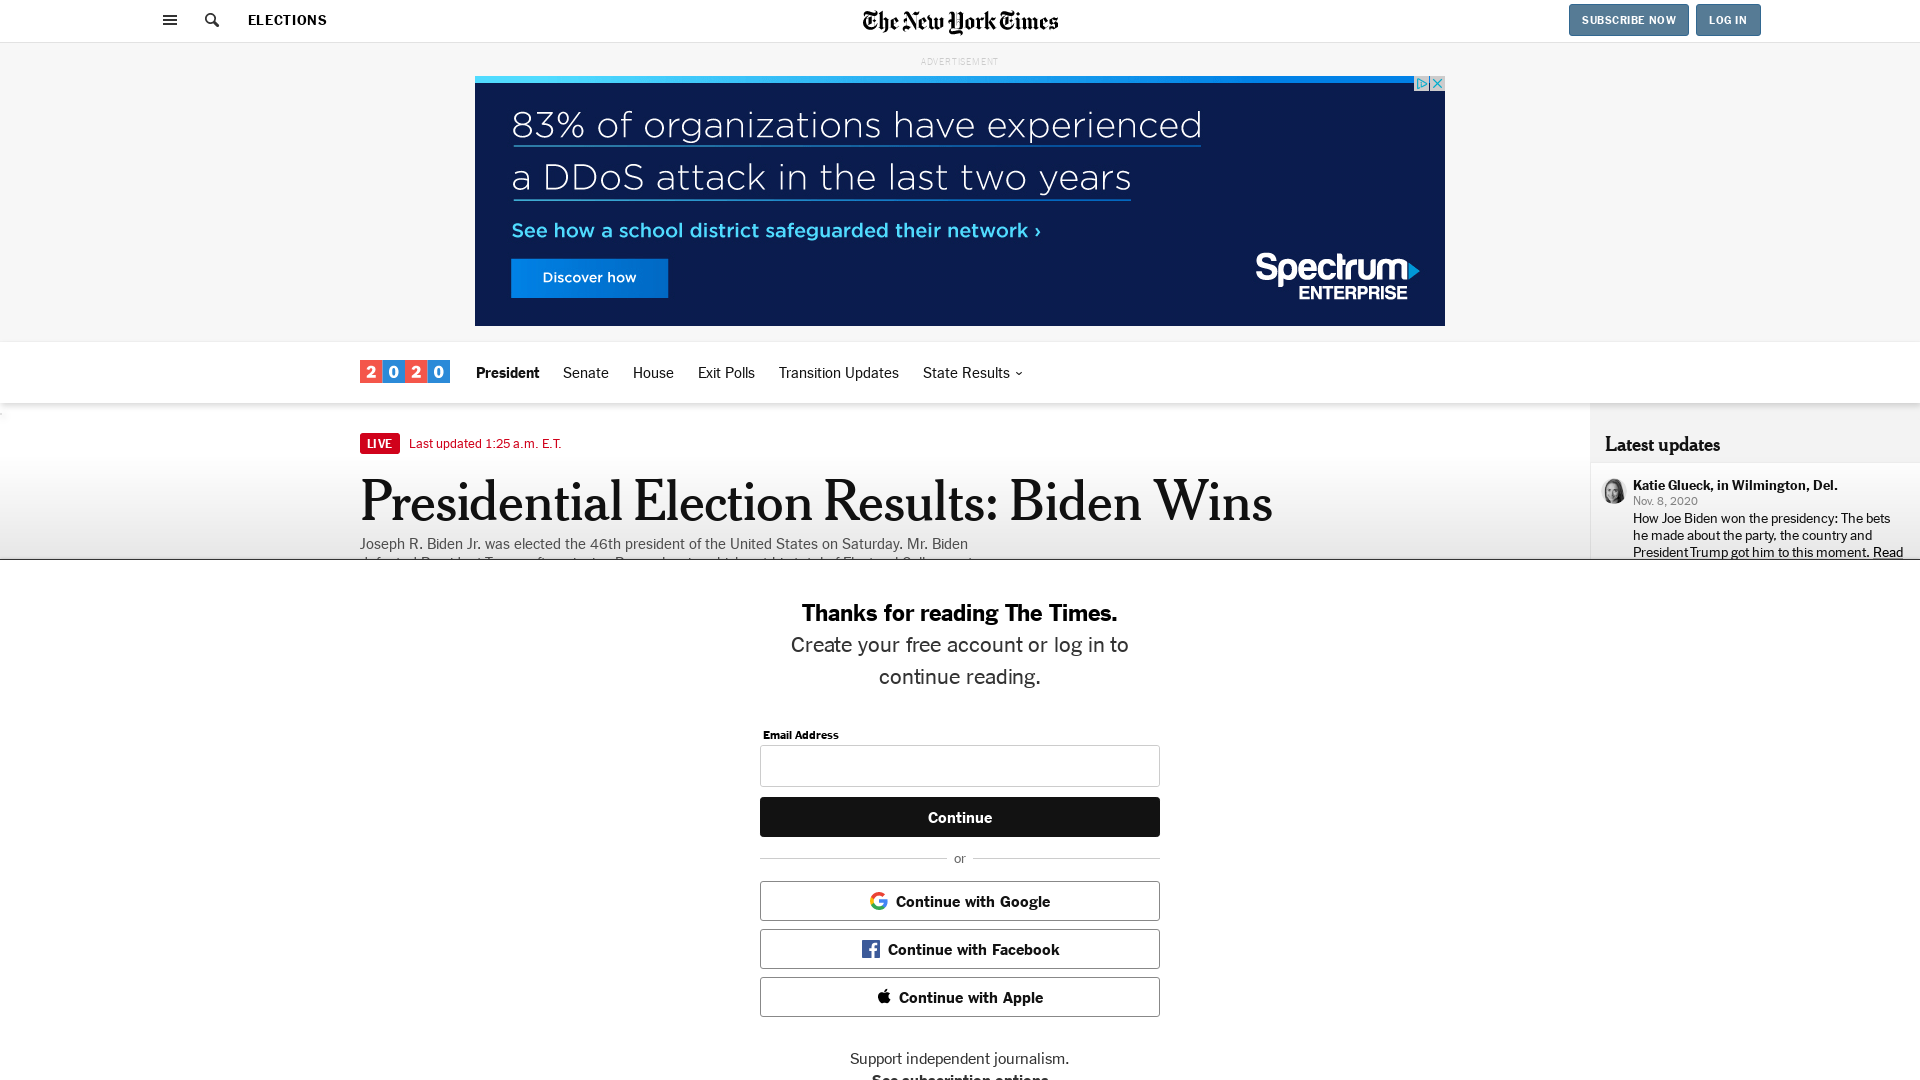 ELECTIONS
The New York Times
SUBSCRIBE NOW
LOG IN
ADVERTISEMENT
83% of organizations have experienced
a DDoS attack in the last two years
See how a school district safeguarded their network ›
Discover how
Spectrum
ENTERPRISE
2020
President
Senate
House
Exit Polls
Transition Updates
State Results
LIVE
Last updated 1:25 a.m. E.T.
Presidential Election Results: Biden Wins
Joseph R. Biden Jr. was elected the 46th president of the United States on Saturday. Mr. Biden
Latest updates
Katie Glueck, in Wilmington, Del.
Nov. 8, 2020
How Joe Biden won the presidency: The bets
he made about the party, the country and
President Trump got him to this moment. Read
Thanks for reading The Times.
Create your free account or log in to
continue reading.
Email Address
Continue
or
Continue with Google
Continue with Facebook
Continue with Apple
Support independent journalism.
See subscription options